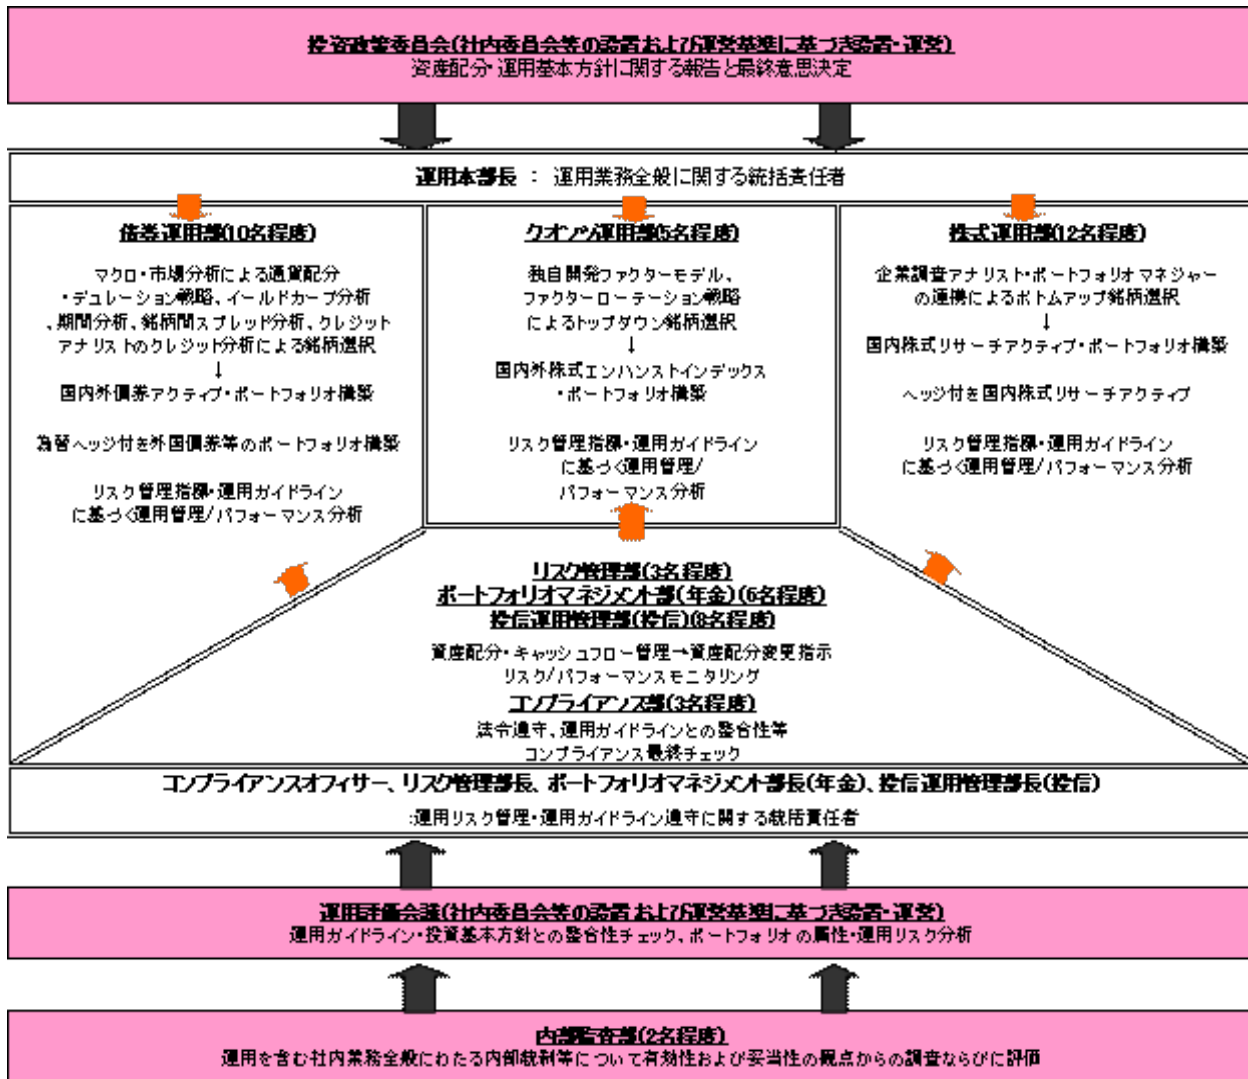 投資政策委員会(社内委員会等の設置および運営基準に基づき設置・運営)
資産配分・運用基本方針に関する報告と最終意思決定
運用本部長 : 運用業務全般に関する統括責任者
債券運用部(10名程度)
マクロ・市場分析による通貨配分
・デュレーション戦略、イールドカーブ分析
、期間分析、銘柄間スプレッド分析、クレジット
アナリストのクレジット分析による銘柄選択
↓
国内外債券アクティブ・ポートフォリオ構築
為替ヘッジ付を外国債券等のポートフォリオ構築
リスク管理指標・運用ガイドライン
に基づく運用管理/パフォーマンス分析
クオンツ運用部(5名程度)
独自開発ファクターモデル、
ファクターローテーション戦略
によるトップダウン銘柄選択
↓
国内外株式エンハンストインデックス
・ポートフォリオ構築
リスク管理指標・運用ガイドライン
に基づく運用管理/
パフォーマンス分析
株式運用部(12名程度)
企業調査アナリスト・ポートフォリオマネジャー
の連携によるボトムアップ銘柄選択
↓
国内株式リサーチアクティブ・ポートフォリオ構築
ヘッジ付を国内株式リサーチアクティブ
リスク管理指標・運用ガイドライン
に基づく運用管理/パフォーマンス分析
リスク管理部(3名程度)
ポートフォリオマネジメント部(年金)(6名程度)
投信運用管理部(投信)(8名程度)
資産配分・キャッシュフロー管理→資産配分変更指示
リスク/パフォーマンスモニタリング
コンプライアンス部(3名程度)
法令遵守、運用ガイドラインとの整合性等
コンプライアンス最終チェック
コンプライアンスオフィサー、リスク管理部長、ポートフォリオマネジメント部長(年金)、投信運用管理部長(投信)
:運用リスク管理・運用ガイドライン遵守に関する統括責任者
運用評価会議(社内委員会等の設置および運営基準に基づき設置・運営)
運用ガイドライン・投資基本方針との整合性チェック、ポートフォリオの属性・運用リスク分析
内部監査部(2名程度)
運用を含む社内業務全般にわたる内部統制等について有効性および妥当性の観点からの調査ならびに評価